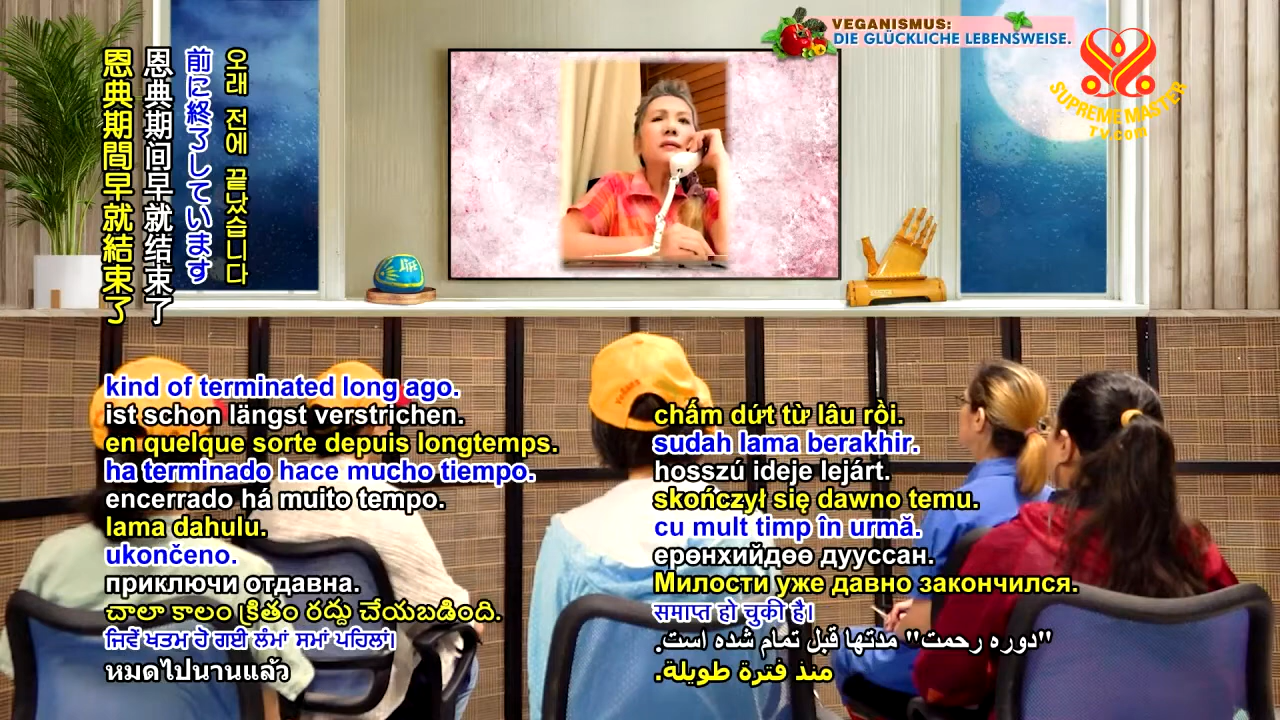 VEGANISMUS:
DIE GLÜCKLICHE LEBENSWEISE.
SUPREME MASTER
TV.com
오래 전에 끝났습니다
前に終了しています
恩典期间早就结束了
恩典期間早就結束了
kind of terminated long ago.
ist schon längst verstrichen.
en quelque sorte depuis longtemps.
ha terminado hace mucho tiempo.
encerrado há muito tempo.
lama dahulu.
ukončeno.
приключи отдавна.
చాలా కాలం క్రితం రద్దు చేయబడింది.
ਜਿਵੇਂ ਖਤਮ ਹੋ ਗਈ ਲੰਮਾਂ ਸਮਾਂ ਪਹਿਲਾਂ।
หมดไปนานแล้ว
chấm dứt từ lâu rồi.
sudah lama berakhir.
hosszú ideje lejárt.
skończył się dawno temu.
cu mult timp în urmă.
ерөнхийдөө дууссан.
Милости уже давно закончился.
समाप्त हो चुकी है।
"دوره رحمت" مدتها قبل تمام شده است.
منذ فترة طويلة.